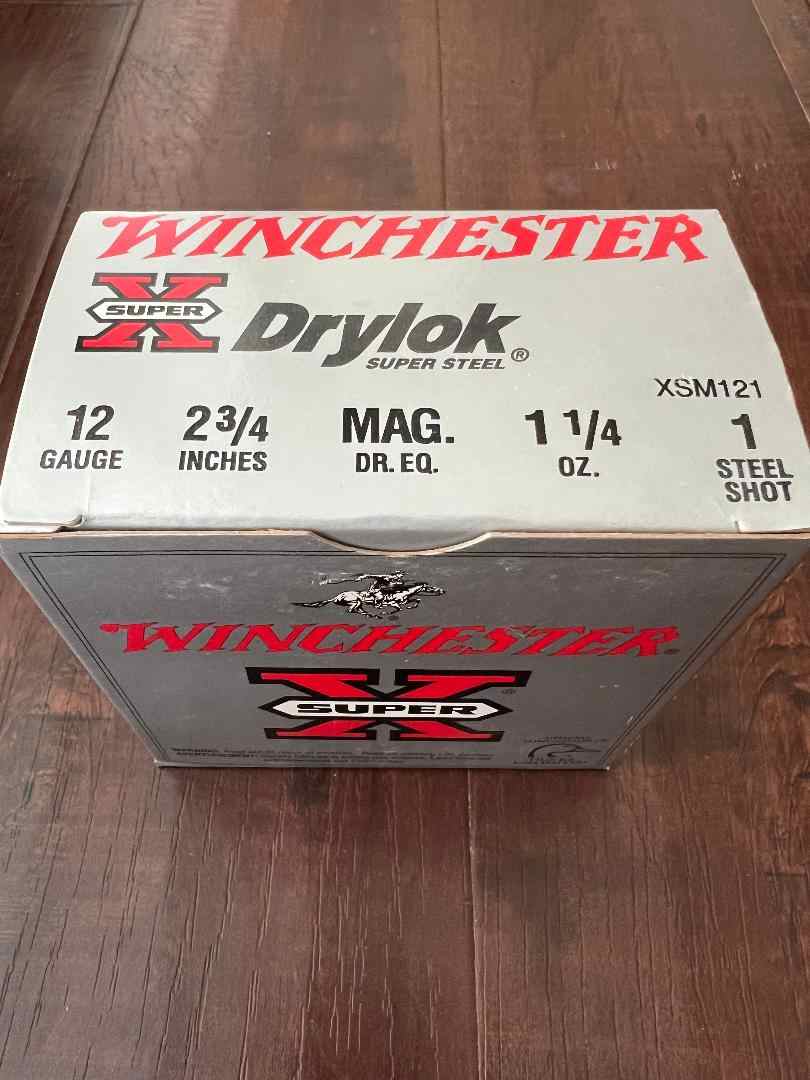 WINCHESTER
SUPER X Drylok
SUPER STEEL®
XSM121
12 2 3/4 MAG. 1 1/4 1
GAUGE INCHES DR. EQ. OZ. STEEL
SHOT
WINCHESTER®
SUPER X®